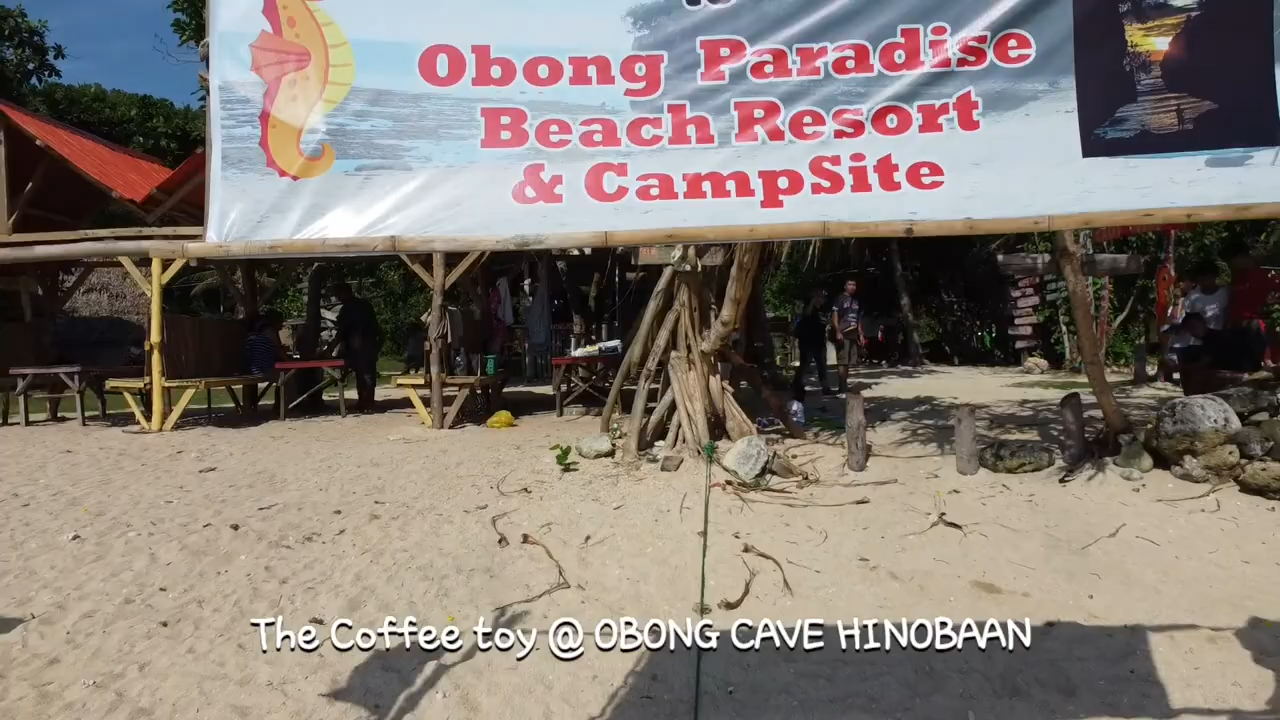 Obong Paradise
Beach Resort
& CampSite
The Coffee toy @ OBONG CAVE HINOBAAN